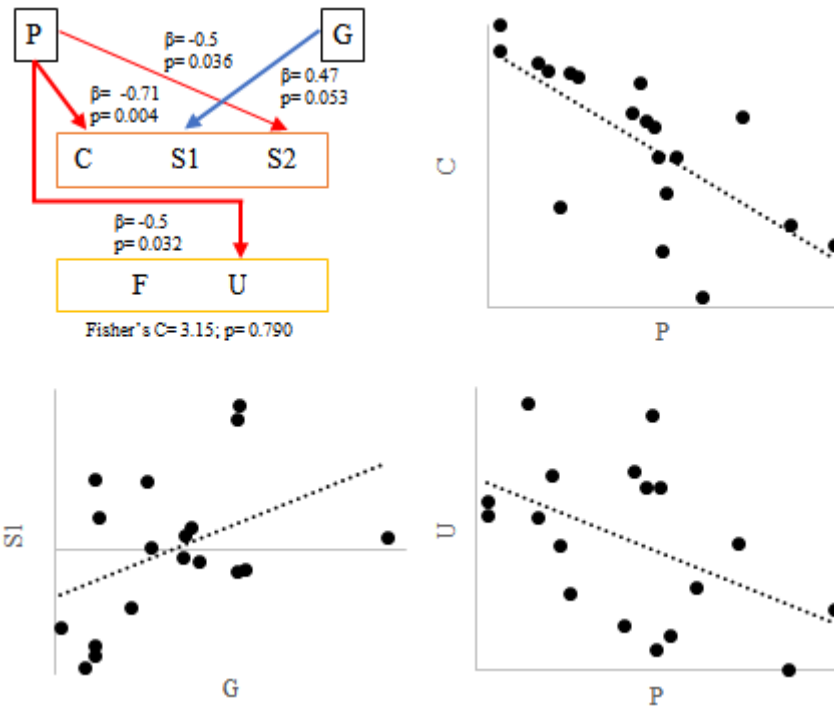 P
G
β= -0.5
p= 0.036
β= 0.47
p= 0.053
β= -0.71
p= 0.004
C S1 S2
β= -0.5
p= 0.032
F U
Fisher's C= 3.15; p= 0.790
C
P
S1
G
U
P